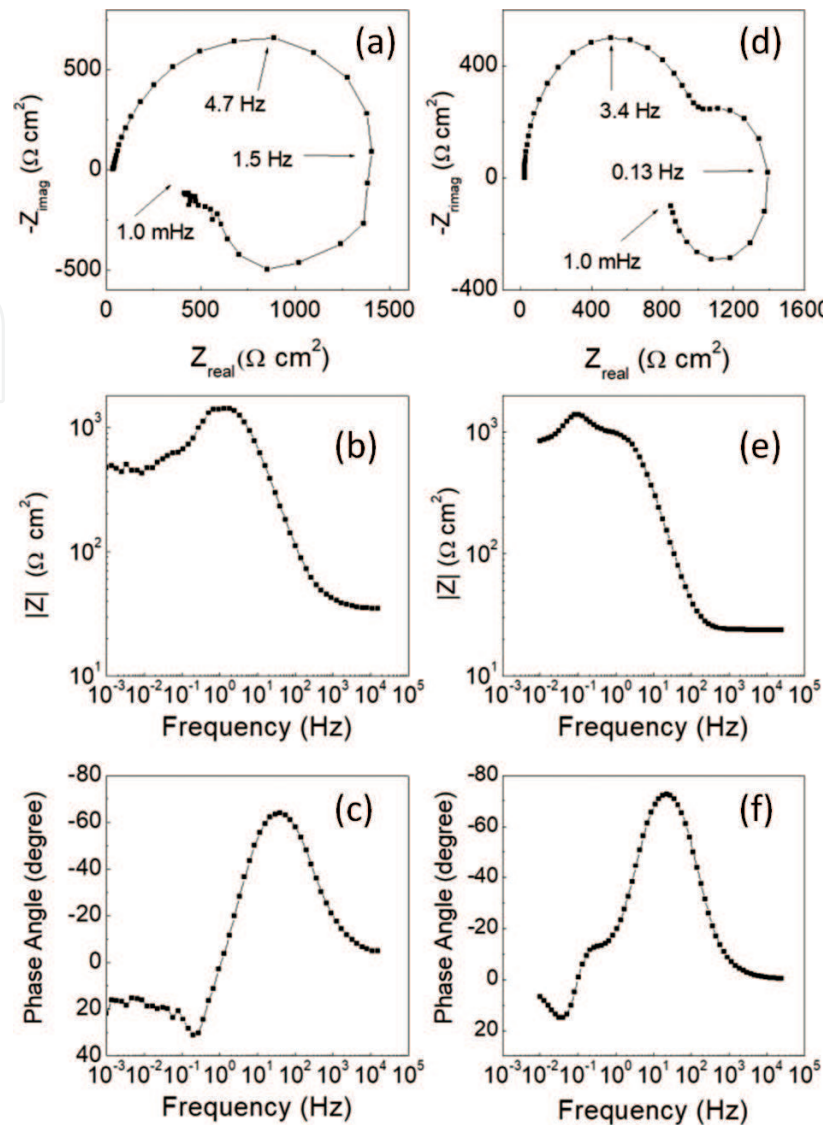 (a)
500
0
-500
-Z_imag (Ω cm²)
4.7 Hz
1.5 Hz
1.0 mHz
0 500 1000 1500
Z_real (Ω cm²)
(d)
400
0
-400
-Z_rimag (Ω cm²)
3.4 Hz
0.13 Hz
1.0 mHz
0 400 800 1200 1600
Z_real (Ω cm²)
(b)
10³
10²
10¹
|Z| (Ω cm²)
10⁻³ 10⁻² 10⁻¹ 10⁰ 10¹ 10² 10³ 10⁴ 10⁵
Frequency (Hz)
(e)
10³
10²
10¹
|Z| (Ω cm²)
10⁻³ 10⁻² 10⁻¹ 10⁰ 10¹ 10² 10³ 10⁴ 10⁵
Frequency (Hz)
(c)
-80
-60
-40
-20
0
20
40
Phase Angle (degree)
10⁻³ 10⁻² 10⁻¹ 10⁰ 10¹ 10² 10³ 10⁴ 10⁵
Frequency (Hz)
(f)
-80
-60
-40
-20
0
20
Phase Angle (degree)
10⁻³ 10⁻² 10⁻¹ 10⁰ 10¹ 10² 10³ 10⁴ 10⁵
Frequency (Hz)